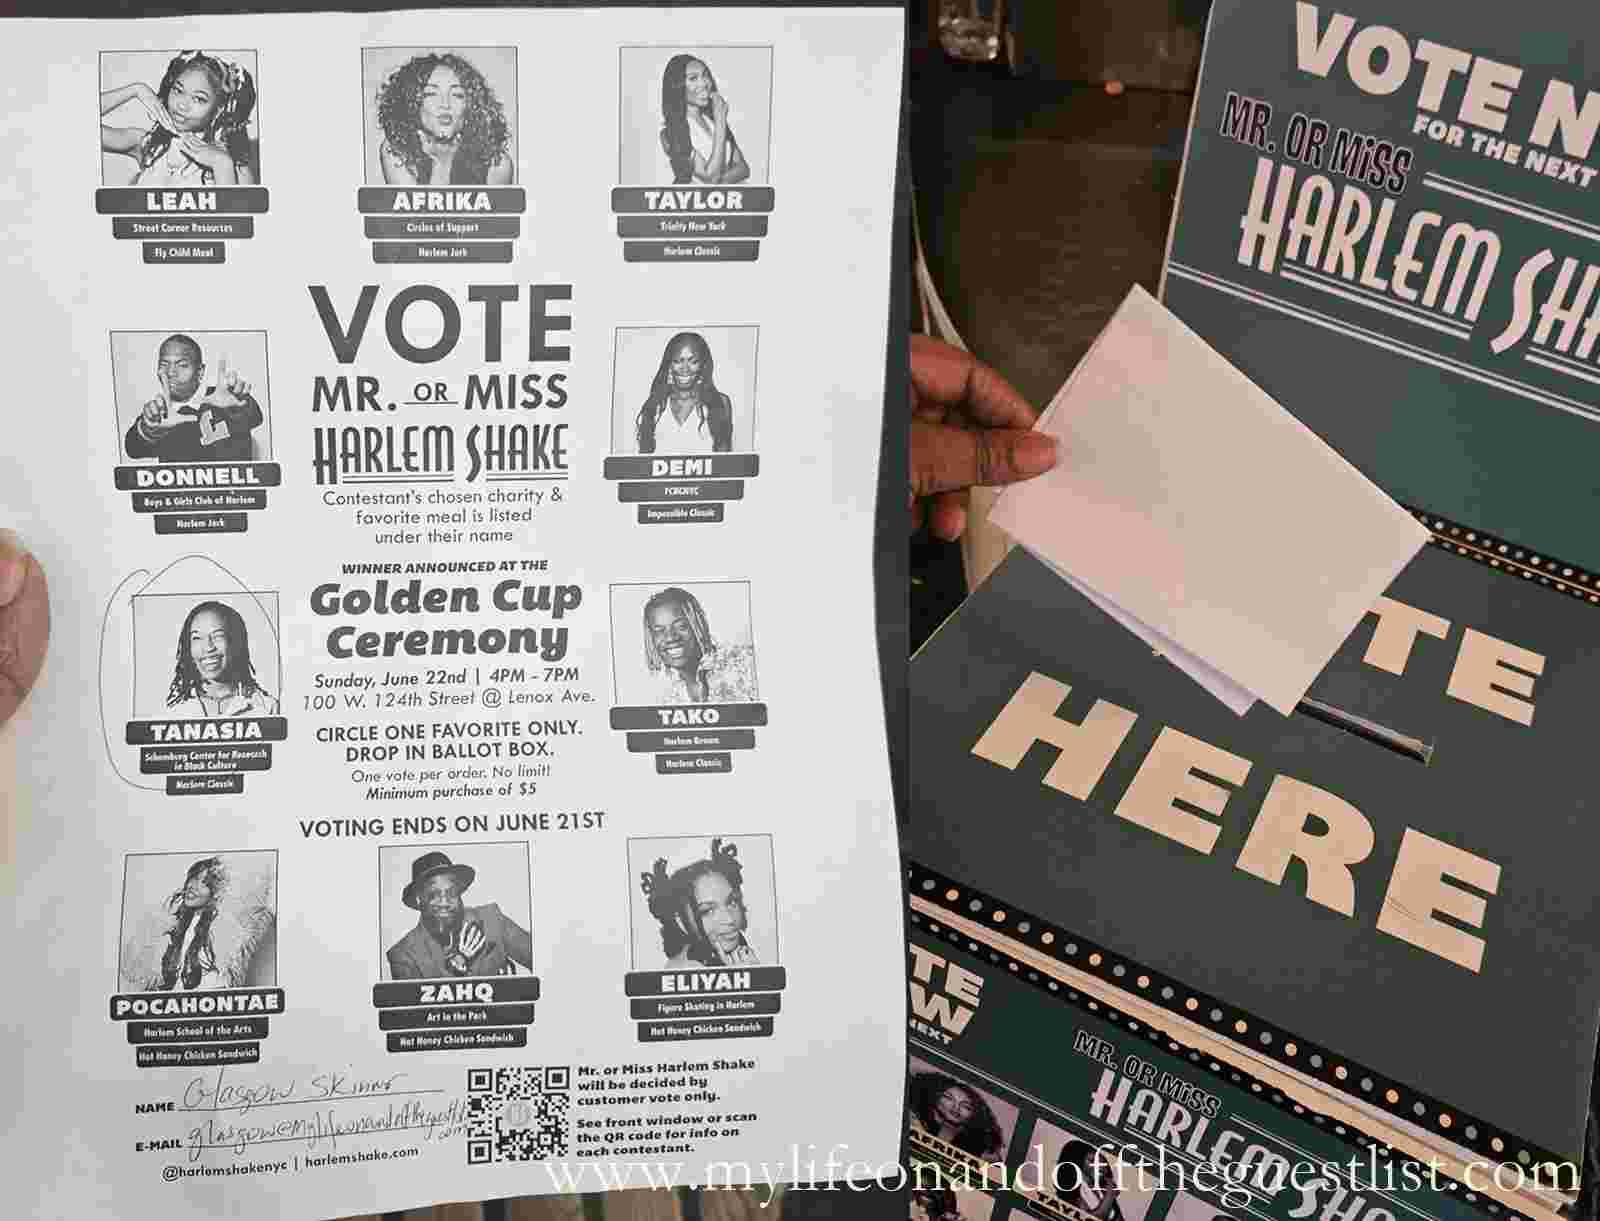 LEAH
Street Corner Resources
Fly Child Meal
AFRIKA
Circles of Support
Harlem Jerk
TAYLOR
Trinity New York
Harlem Classic
VOTE
MR. OR MISS
HARLEM SHAKE
Contestant's chosen charity &
favorite meal is listed
under their name
DONNELL
Boys & Girls Club of Harlem
Harlem Jerk
DEMI
Impossible Classic
WINNER ANNOUNCED AT THE
Golden Cup
Ceremony
Sunday, June 22nd | 4PM - 7PM
100 W. 124th Street @ Lenox Ave.
CIRCLE ONE FAVORITE ONLY.
DROP IN BALLOT BOX.
One vote per order. No limit!
Minimum purchase of $5
VOTING ENDS ON JUNE 21ST
TANASIA
Schomburg Center for Research
in Black Culture
Harlem Classic
TAKO
Harlem Grown
Harlem Classic
POCAHONTAE
Harlem School of the Arts
Hot Honey Chicken Sandwich
ZAHQ
Art in the Park
Hot Honey Chicken Sandwich
ELIYAH
Figure Skating in Harlem
Hot Honey Chicken Sandwich
NAME Glasgow Skinner
E-MAIL glasgow@mylifeonandofftheguestlist.com
@harlemshakenyc | harlemshake.com
Mr. or Miss Harlem Shake
will be decided by
customer vote only.
See front window or scan
the QR code for info on
each contestant.
VOTE N
FOR THE NEXT
MR. OR MISS
HARLEM SHA
TE
HERE
TE
W
NEXT
MR. OR MISS
HARLEM SHA
AFRIKA
TAYLO
www.mylifeonandofftheguestlist.com